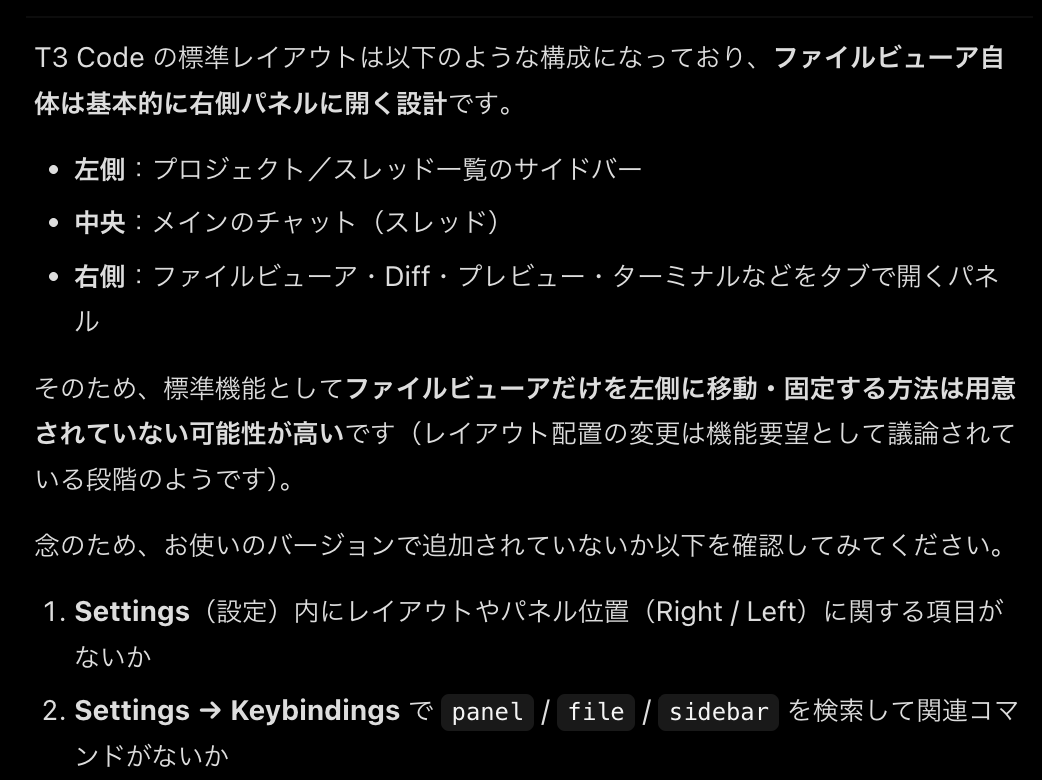 T3 Code の標準レイアウトは以下のような構成になっており、ファイルビューア自
体は基本的に右側パネルに開く設計です。
• 左側：プロジェクト／スレッド一覧のサイドバー
• 中央：メインのチャット（スレッド）
• 右側：ファイルビューア・Diff・プレビュー・ターミナルなどをタブで開くパネ
ル
そのため、標準機能としてファイルビューアだけを左側に移動・固定する方法は用意
されていない可能性が高いです（レイアウト配置の変更は機能要望として議論されて
いる段階のようです）。
念のため、お使いのバージョンで追加されていないか以下を確認してみてください。
1. Settings（設定）内にレイアウトやパネル位置（Right / Left）に関する項目が
ないか
2. Settings → Keybindings で panel / file / sidebar を検索して関連コマ
ンドがないか